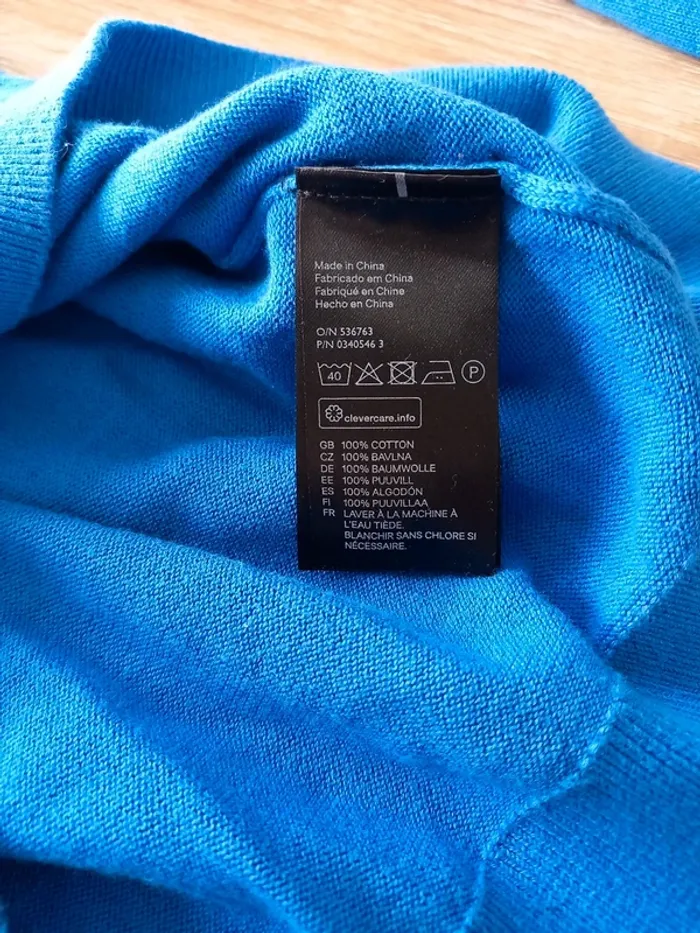 Made in China
Fabricado em China
Fabriqué en Chine
Hecho en China
O/N 536763
P/N 0340546 3
40 P
clevercare.info
GB 100% COTTON
CZ 100% BAVLNA
DE 100% BAUMWOLLE
EE 100% PUUVILL
ES 100% ALGODÓN
FI 100% PUUVILLAA
FR LAVER À LA MACHINE À
L'EAU TIÈDE.
BLANCHIR SANS CHLORE SI
NÉCESSAIRE.